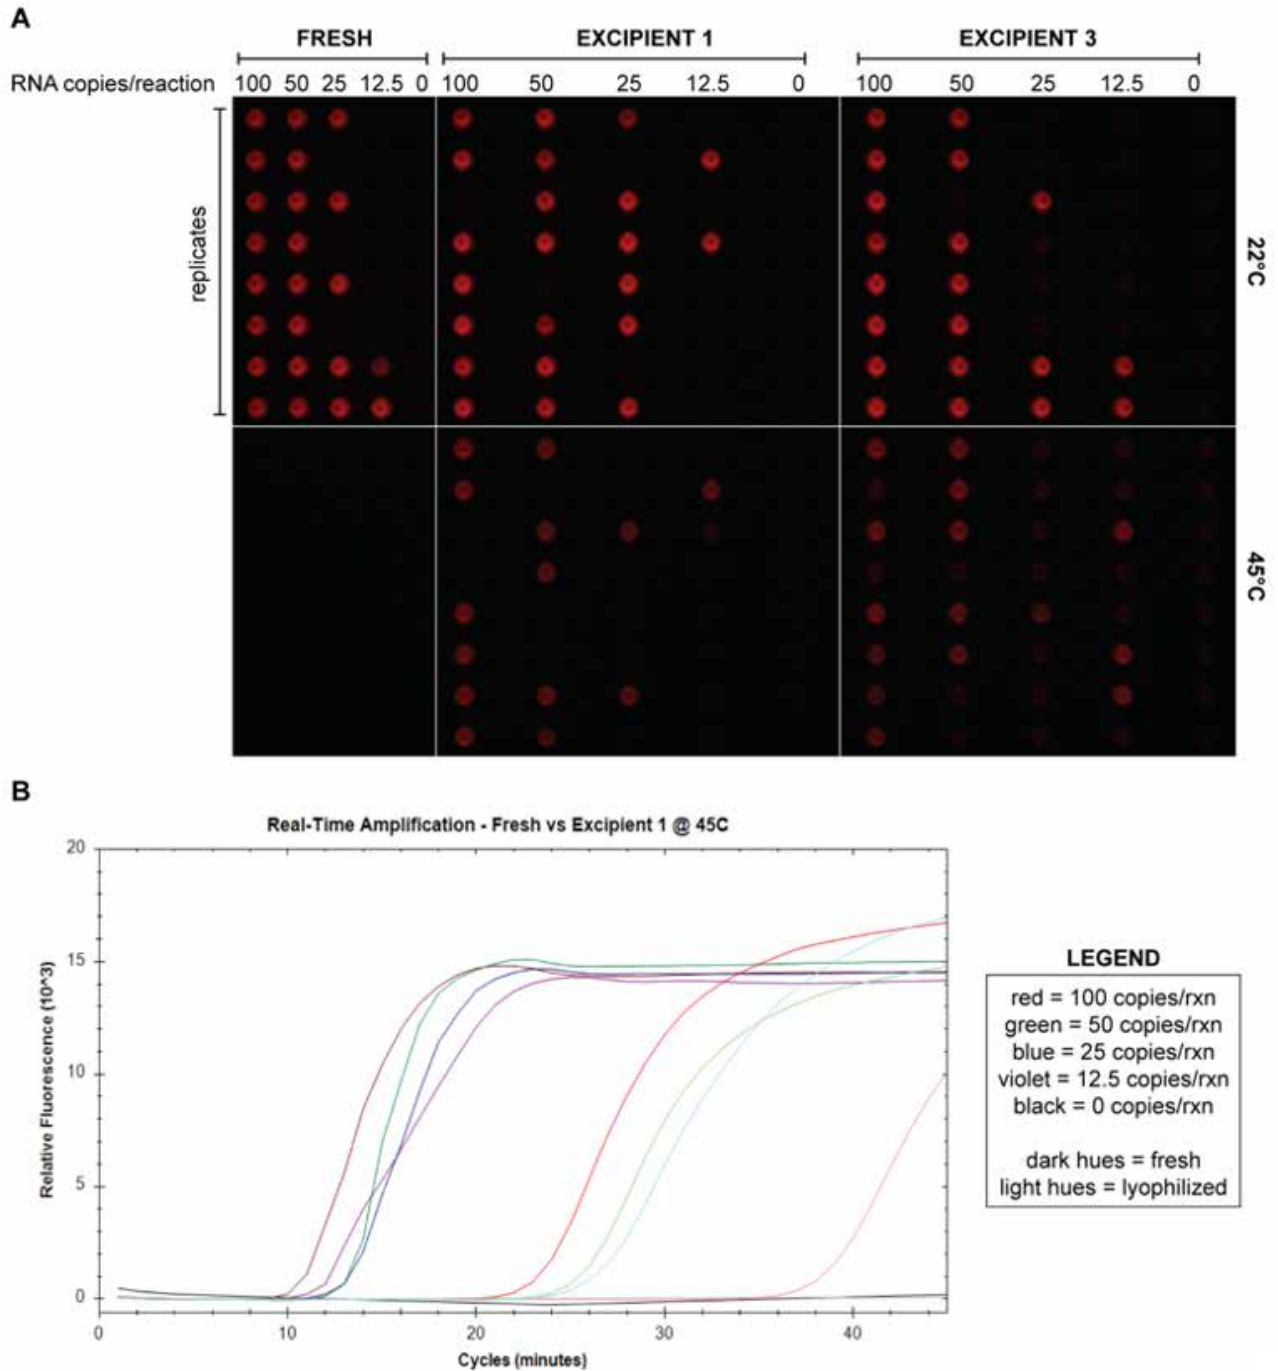 A
FRESH EXCIPIENT 1 EXCIPIENT 3
RNA copies/reaction 100 50 25 12.5 0 100 50 25 12.5 0 100 50 25 12.5 0
replicates
22°C
45°C
B
Real-Time Amplification - Fresh vs Excipient 1 @ 45C
20
15
10
5
0
Relative Fluorescence (10^3)
0 10 20 30 40
Cycles (minutes)
LEGEND
red = 100 copies/rxn
green = 50 copies/rxn
blue = 25 copies/rxn
violet = 12.5 copies/rxn
black = 0 copies/rxn
dark hues = fresh
light hues = lyophilized